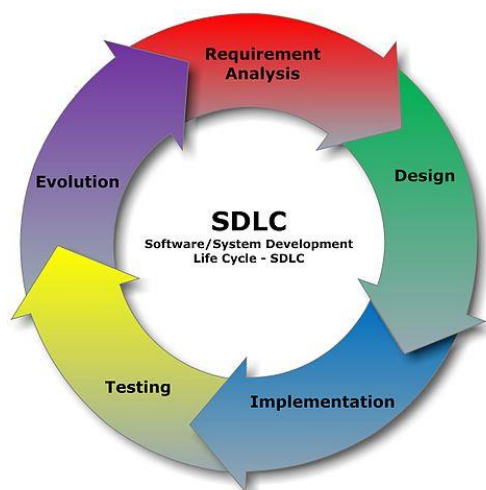 Requirement
Analysis
Design
Implementation
Testing
Evolution
SDLC
Software/System Development
Life Cycle - SDLC